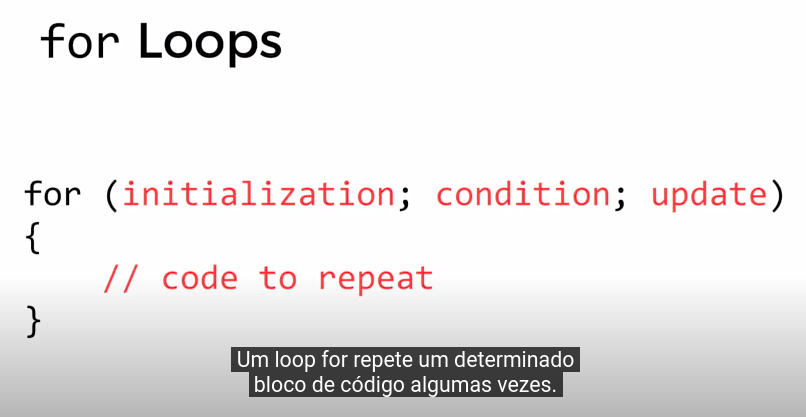 for Loops
for (initialization; condition; update)
{
// code to repeat
}
Um loop for repete um determinado
bloco de código algumas vezes.